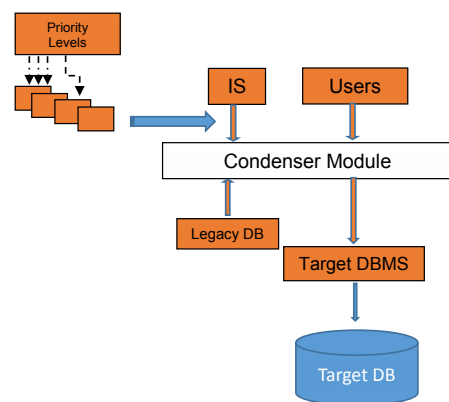 Priority
Levels
IS
Users
Condenser Module
Legacy DB
Target DBMS
Target DB